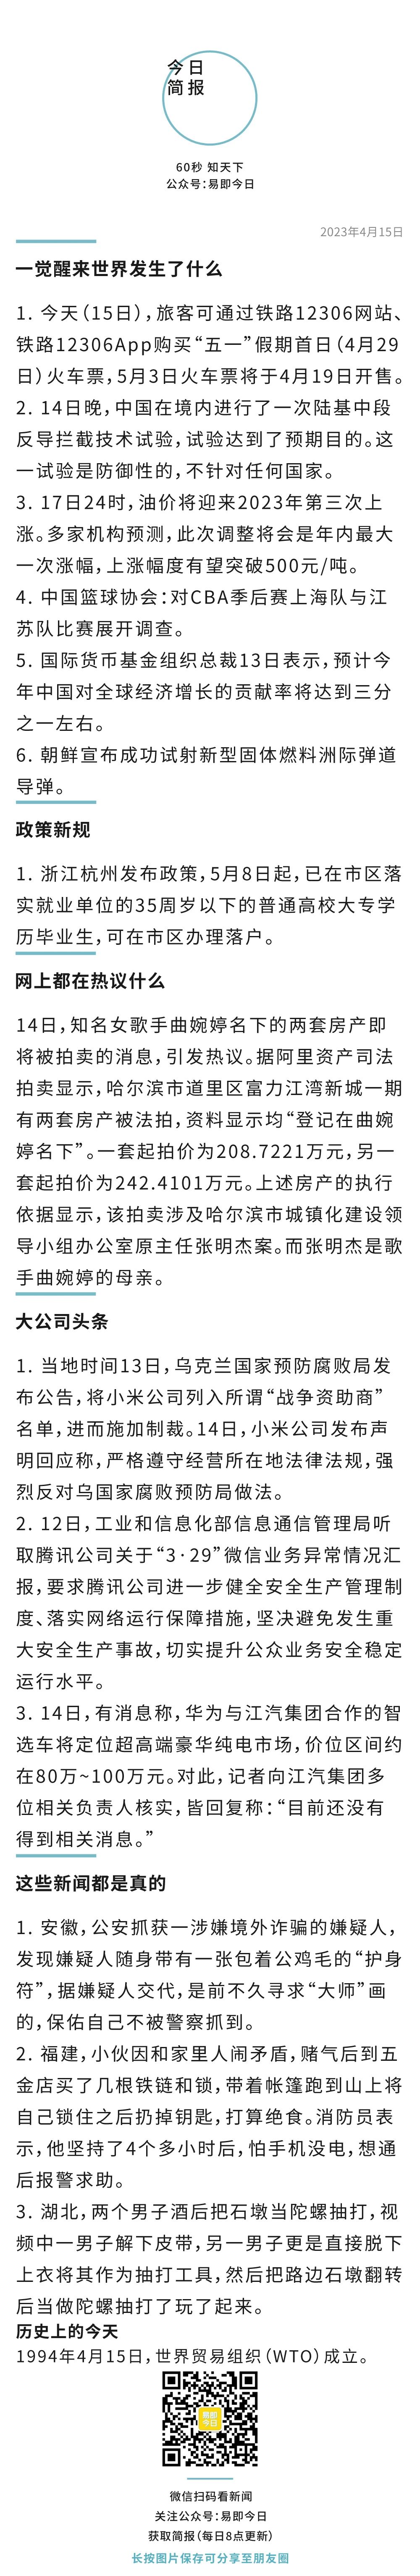 今日
简报
60秒 知天下
公众号：易即今日
2023年4月15日
一觉醒来世界发生了什么
1. 今天（15日），旅客可通过铁路12306网站、
铁路12306App购买“五一”假期首日（4月29
日）火车票，5月3日火车票将于4月19日开售。
2. 14日晚，中国在境内进行了一次陆基中段
反导拦截技术试验，试验达到了预期目的。这
一试验是防御性的，不针对任何国家。
3. 17日24时，油价将迎来2023年第三次上
涨。多家机构预测，此次调整将会是年内最大
一次涨幅，上涨幅度有望突破500元/吨。
4. 中国篮球协会：对CBA季后赛上海队与江
苏队比赛展开调查。
5. 国际货币基金组织总裁13日表示，预计今
年中国对全球经济增长的贡献率将达到三分
之一左右。
6. 朝鲜宣布成功试射新型固体燃料洲际弹道
导弹。
政策新规
1. 浙江杭州发布政策，5月8日起，已在市区落
实就业单位的35周岁以下的普通高校大专学
历毕业生，可在市区办理落户。
网上都在热议什么
14日，知名女歌手曲婉婷名下的两套房产即
将被拍卖的消息，引发热议。据阿里资产司法
拍卖显示，哈尔滨市道里区富力江湾新城一期
有两套房产被法拍，资料显示均“登记在曲婉
婷名下”。一套起拍价为208.7221万元，另一
套起拍价为242.4101万元。上述房产的执行
依据显示，该拍卖涉及哈尔滨市城镇化建设领
导小组办公室原主任张明杰案。而张明杰是歌
手曲婉婷的母亲。
大公司头条
1. 当地时间13日，乌克兰国家预防腐败局发
布公告，将小米公司列入所谓“战争资助商”
名单，进而施加制裁。14日，小米公司发布声
明回应称，严格遵守经营所在地法律法规，强
烈反对乌国家腐败预防局做法。
2. 12日，工业和信息化部信息通信管理局听
取腾讯公司关于“3·29”微信业务异常情况汇
报，要求腾讯公司进一步健全安全生产管理制
度、落实网络运行保障措施，坚决避免发生重
大安全生产事故，切实提升公众业务安全稳定
运行水平。
3. 14日，有消息称，华为与江汽集团合作的智
选车将定位超高端豪华纯电市场，价位区间约
在80万~100万元。对此，记者向江汽集团多
位相关负责人核实，皆回复称：“目前还没有
得到相关消息。”
这些新闻都是真的
1. 安徽，公安抓获一涉嫌境外诈骗的嫌疑人，
发现嫌疑人随身带有一张包着公鸡毛的“护身
符”，据嫌疑人交代，是前不久寻求“大师”画
的，保佑自己不被警察抓到。
2. 福建，小伙因和家里人闹矛盾，赌气后到五
金店买了几根铁链和锁，带着帐篷跑到山上将
自己锁住之后扔掉钥匙，打算绝食。消防员表
示，他坚持了4个多小时后，怕手机没电，想通
后报警求助。
3. 湖北，两个男子酒后把石墩当陀螺抽打，视
频中一男子解下皮带，另一男子更是直接脱下
上衣将其作为抽打工具，然后把路边石墩翻转
后当做陀螺抽打了玩了起来。
历史上的今天
1994年4月15日，世界贸易组织（WTO）成立。
易即
今日
微信扫码看新闻
关注公众号：易即今日
获取简报（每日8点更新）
长按图片保存可分享至朋友圈